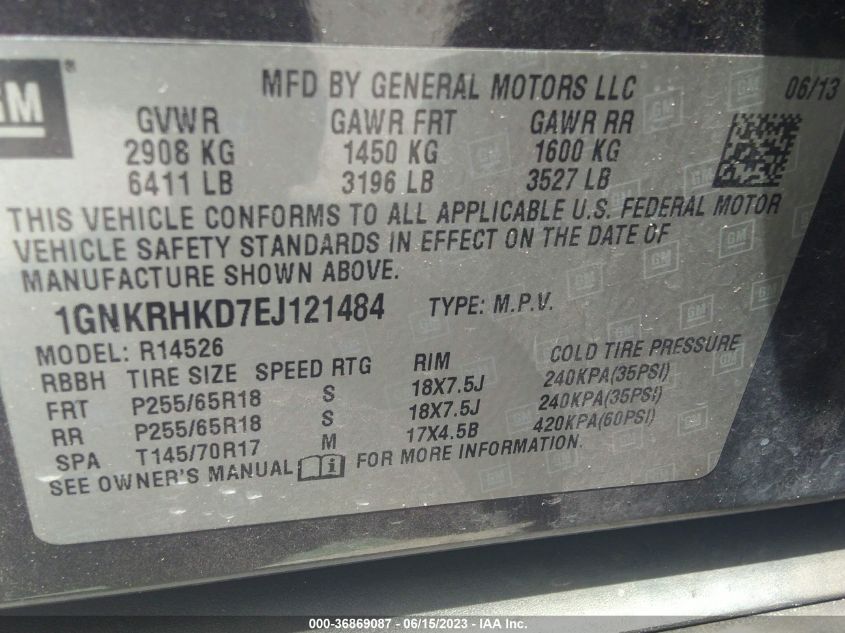 GM ®
MFD BY GENERAL MOTORS LLC 06/13
GVWR GAWR FRT GAWR RR
2908 KG 1450 KG 1600 KG
6411 LB 3196 LB 3527 LB
THIS VEHICLE CONFORMS TO ALL APPLICABLE U.S. FEDERAL MOTOR
VEHICLE SAFETY STANDARDS IN EFFECT ON THE DATE OF
MANUFACTURE SHOWN ABOVE.
1GNKRHKD7EJ121484 TYPE: M.P.V.
MODEL: R14526
RBBH TIRE SIZE SPEED RTG RIM COLD TIRE PRESSURE
FRT P255/65R18 S 18X7.5J 240KPA(35PSI)
RR P255/65R18 S 18X7.5J 240KPA(35PSI)
SPA T145/70R17 M 17X4.5B 420KPA(60PSI)
SEE OWNER'S MANUAL FOR MORE INFORMATION.
000-36869087 - 06/15/2023 - IAA Inc.